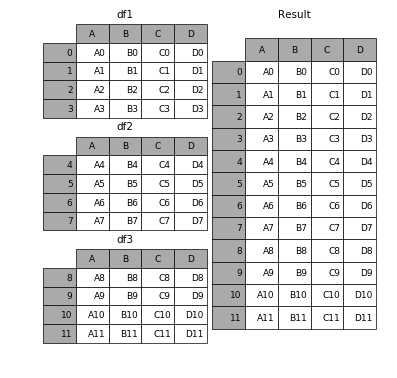 df1
A B C D
0 A0 B0 C0 D0
1 A1 B1 C1 D1
2 A2 B2 C2 D2
3 A3 B3 C3 D3
df2
A B C D
4 A4 B4 C4 D4
5 A5 B5 C5 D5
6 A6 B6 C6 D6
7 A7 B7 C7 D7
df3
A B C D
8 A8 B8 C8 D8
9 A9 B9 C9 D9
10 A10 B10 C10 D10
11 A11 B11 C11 D11
Result
A B C D
0 A0 B0 C0 D0
1 A1 B1 C1 D1
2 A2 B2 C2 D2
3 A3 B3 C3 D3
4 A4 B4 C4 D4
5 A5 B5 C5 D5
6 A6 B6 C6 D6
7 A7 B7 C7 D7
8 A8 B8 C8 D8
9 A9 B9 C9 D9
10 A10 B10 C10 D10
11 A11 B11 C11 D11